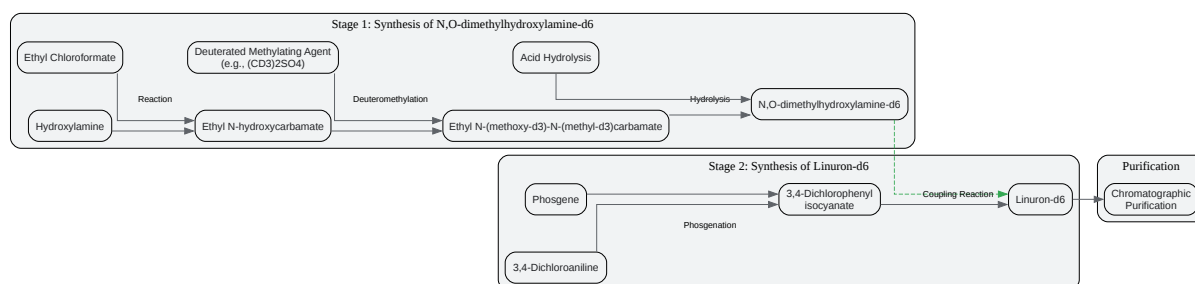 Stage 1: Synthesis of N,O-dimethylhydroxylamine-d6
Ethyl Chloroformate
Deuterated Methylating Agent
(e.g., (CD3)2SO4)
Acid Hydrolysis
Reaction
Deuteromethylation
Hydrolysis
N,O-dimethylhydroxylamine-d6
Hydroxylamine
Ethyl N-hydroxycarbamate
Ethyl N-(methoxy-d3)-N-(methyl-d3)carbamate
Stage 2: Synthesis of Linuron-d6
Phosgene
3,4-Dichlorophenyl
isocyanate
Coupling Reaction
Linuron-d6
Phosgenation
3,4-Dichloroaniline
Purification
Chromatographic
Purification